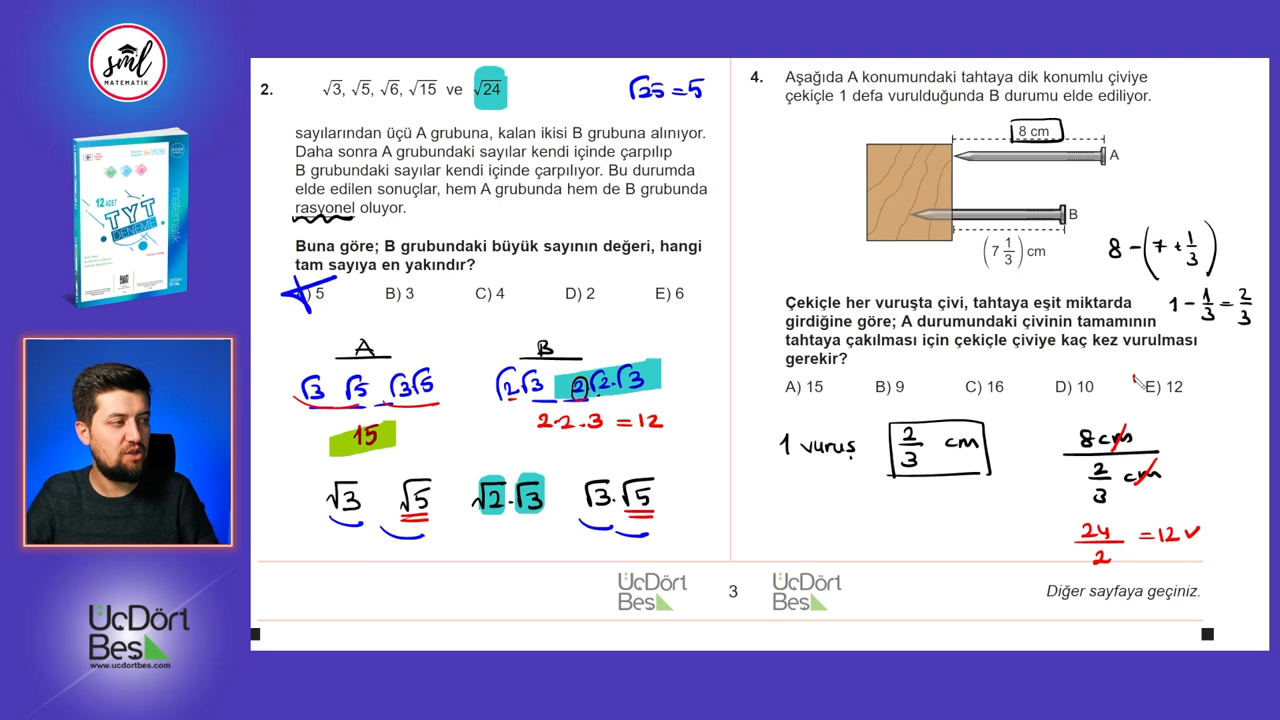 sml
MATEMATİK
12 ADET
TYT
DENEME
matematik
ÜcDört
Bes
www.ucdortbes.com
2.
√3, √5, √6, √15 ve √24
√25 = 5
sayılarından üçü A grubuna, kalan ikisi B grubuna alınıyor.
Daha sonra A grubundaki sayılar kendi içinde çarpılıp
B grubundaki sayılar kendi içinde çarpılıyor. Bu durumda
elde edilen sonuçlar, hem A grubunda hem de B grubunda
rasyonel oluyor.
Buna göre; B grubundaki büyük sayının değeri, hangi
tam sayıya en yakındır?
) 5 B) 3 C) 4 D) 2 E) 6
A B
√3 √5 √3√5 √2.√3 2√2.√3
15 2.2.3 = 12
√3 √5 √2.√3 √3.√5
4.
Aşağıda A konumundaki tahtaya dik konumlu çiviye
çekiçle 1 defa vurulduğunda B durumu elde ediliyor.
8 cm
A
B
(7 1/3) cm
8 - (7 + 1/3)
1 - 1/3 = 2/3
Çekiçle her vuruşta çivi, tahtaya eşit miktarda
girdiğine göre; A durumundaki çivinin tamamının
tahtaya çakılması için çekiçle çiviye kaç kez vurulması
gerekir?
A) 15 B) 9 C) 16 D) 10 E) 12
1 vuruş 2/3 cm
8 cm
2/3 cm
24/2 = 12 ✓
ÜcDört
Bes
3
ÜcDört
Bes
Diğer sayfaya geçiniz.